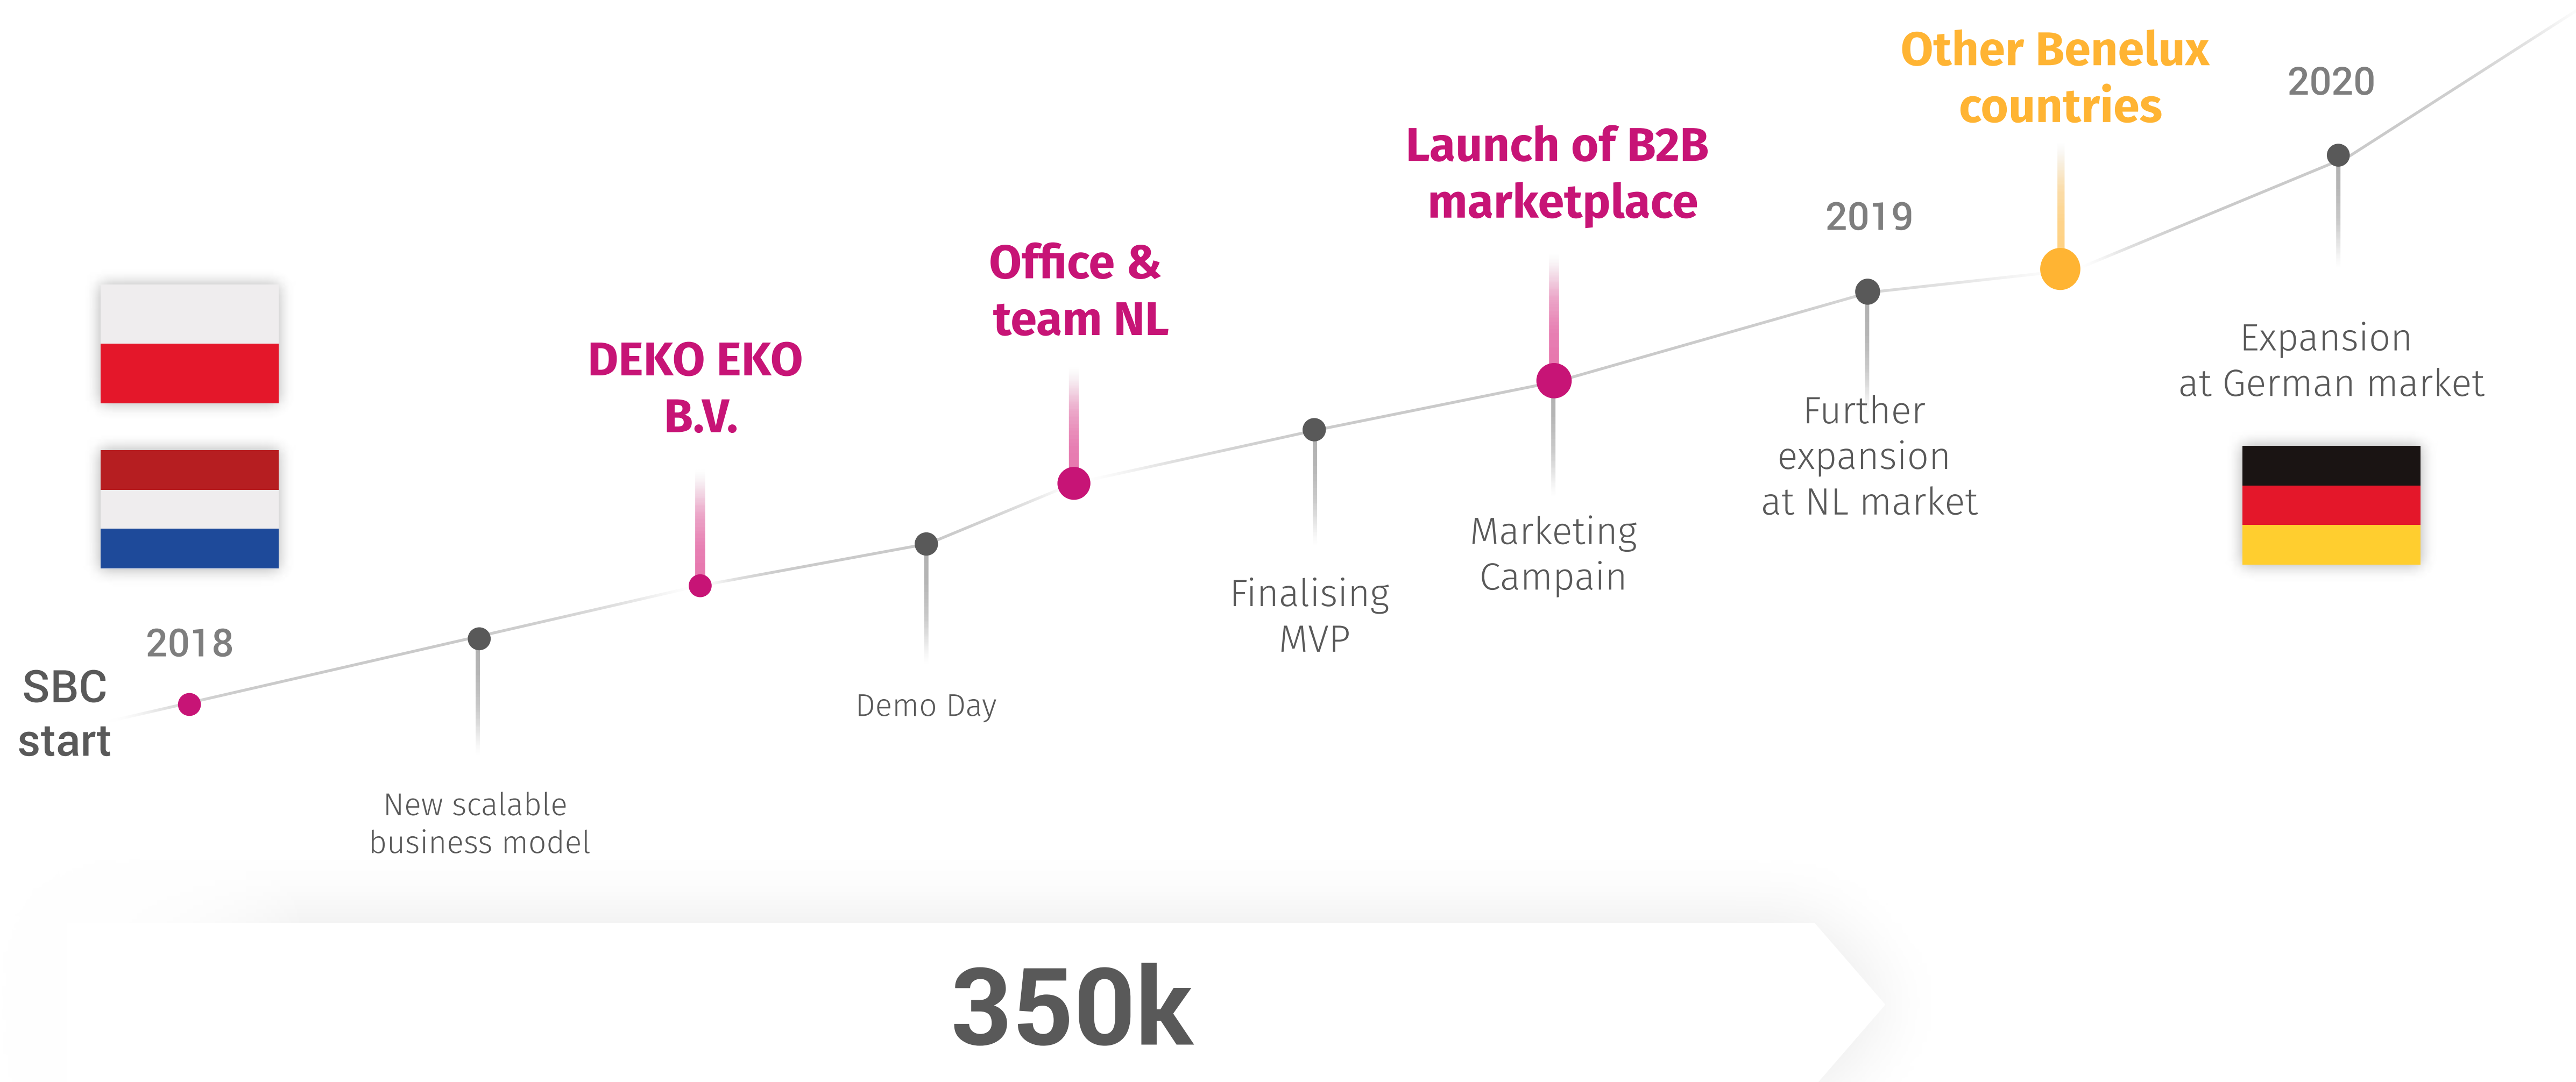 SBC
start
2018
New scalable
business model
DEKO EKO
B.V.
Demo Day
Office &
team NL
Finalising
MVP
Launch of B2B
marketplace
Marketing
Campain
2019
Further
expansion
at NL market
Other Benelux
countries
2020
Expansion
at German market
350k